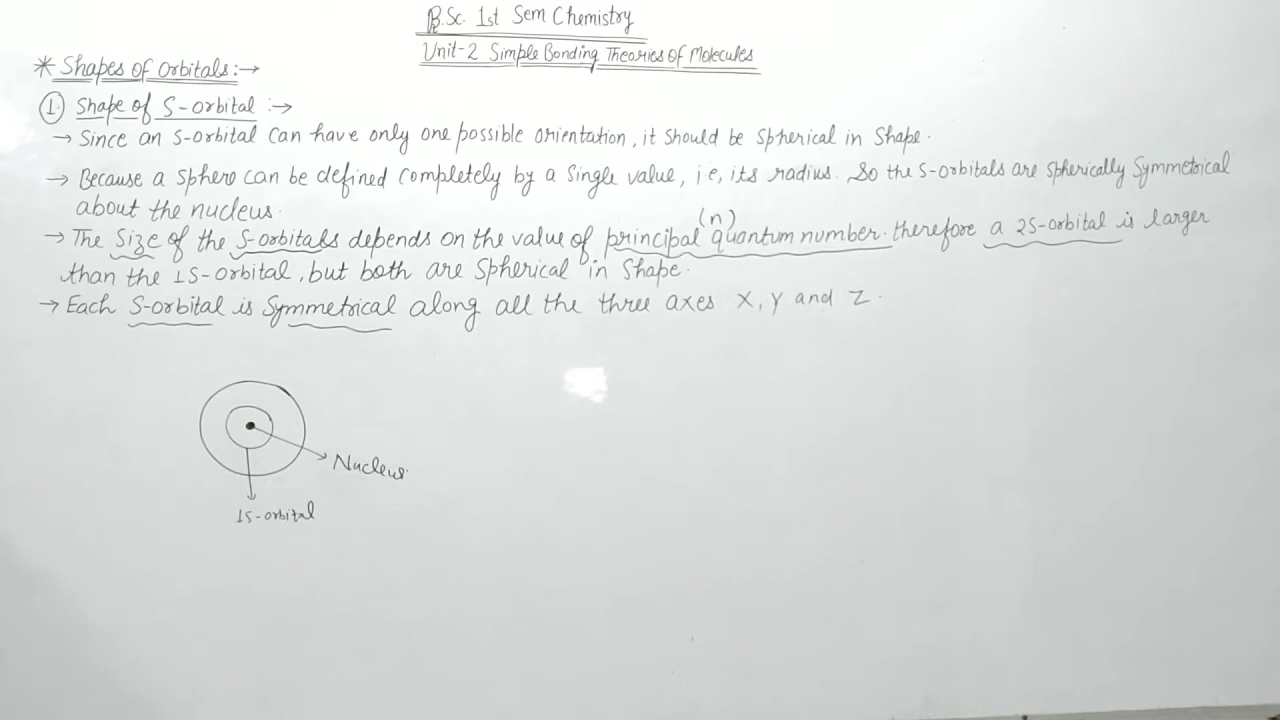 B.Sc. 1st Sem Chemistry
Unit-2 Simple Bonding Theories of Molecules
* Shapes of Orbitals:→
1. Shape of S-orbital :→
→ Since an S-orbital can have only one possible orientation, it should be spherical in shape.
→ Because a sphere can be defined completely by a single value, i.e, its radius. So the S-orbitals are spherically symmetrical
about the nucleus.
(n)
→ The size of the S-orbitals depends on the value of principal quantum number. therefore a 2S-orbital is larger
than the 1S-orbital, but both are spherical in shape.
→ Each S-orbital is symmetrical along all the three axes X, Y and Z.
Nucleus.
1S-orbital